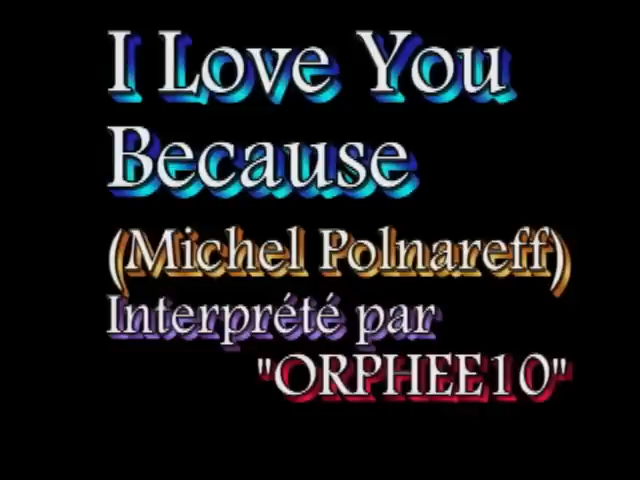 I Love You
Because
(Michel Polnareff)
Interprété par
"ORPHEE10"